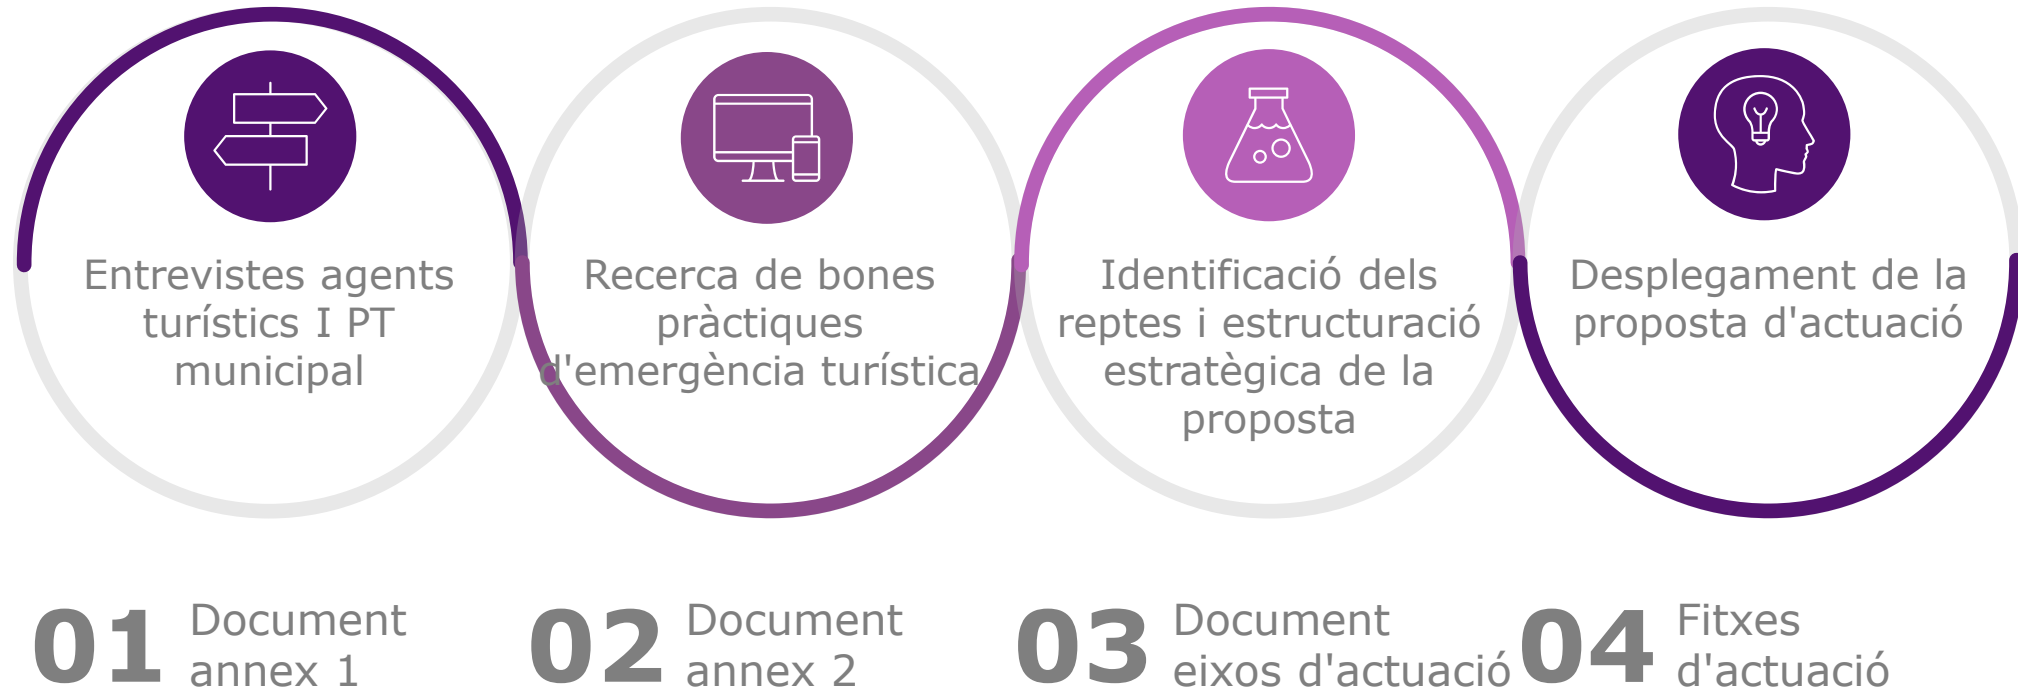 Entrevistes agents
turístics I PT
municipal
Recerca de bones
pràctiques
d'emergència turística
Identificació dels
reptes i estructuració
estratègica de la
proposta
Desplegament de la
proposta d'actuació
01
Document
annex 1
02
Document
annex 2
03
Document
eixos d'actuació
04
Fitxes
d'actuació